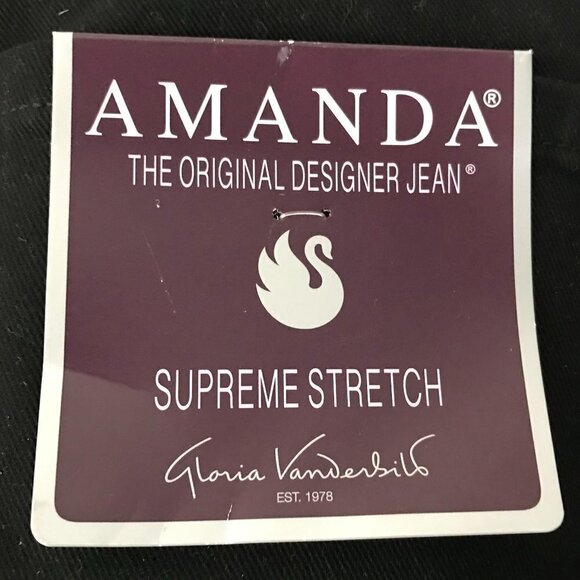 AMANDA®
THE ORIGINAL DESIGNER JEAN®
SUPREME STRETCH
Gloria Vanderbilt
EST. 1978